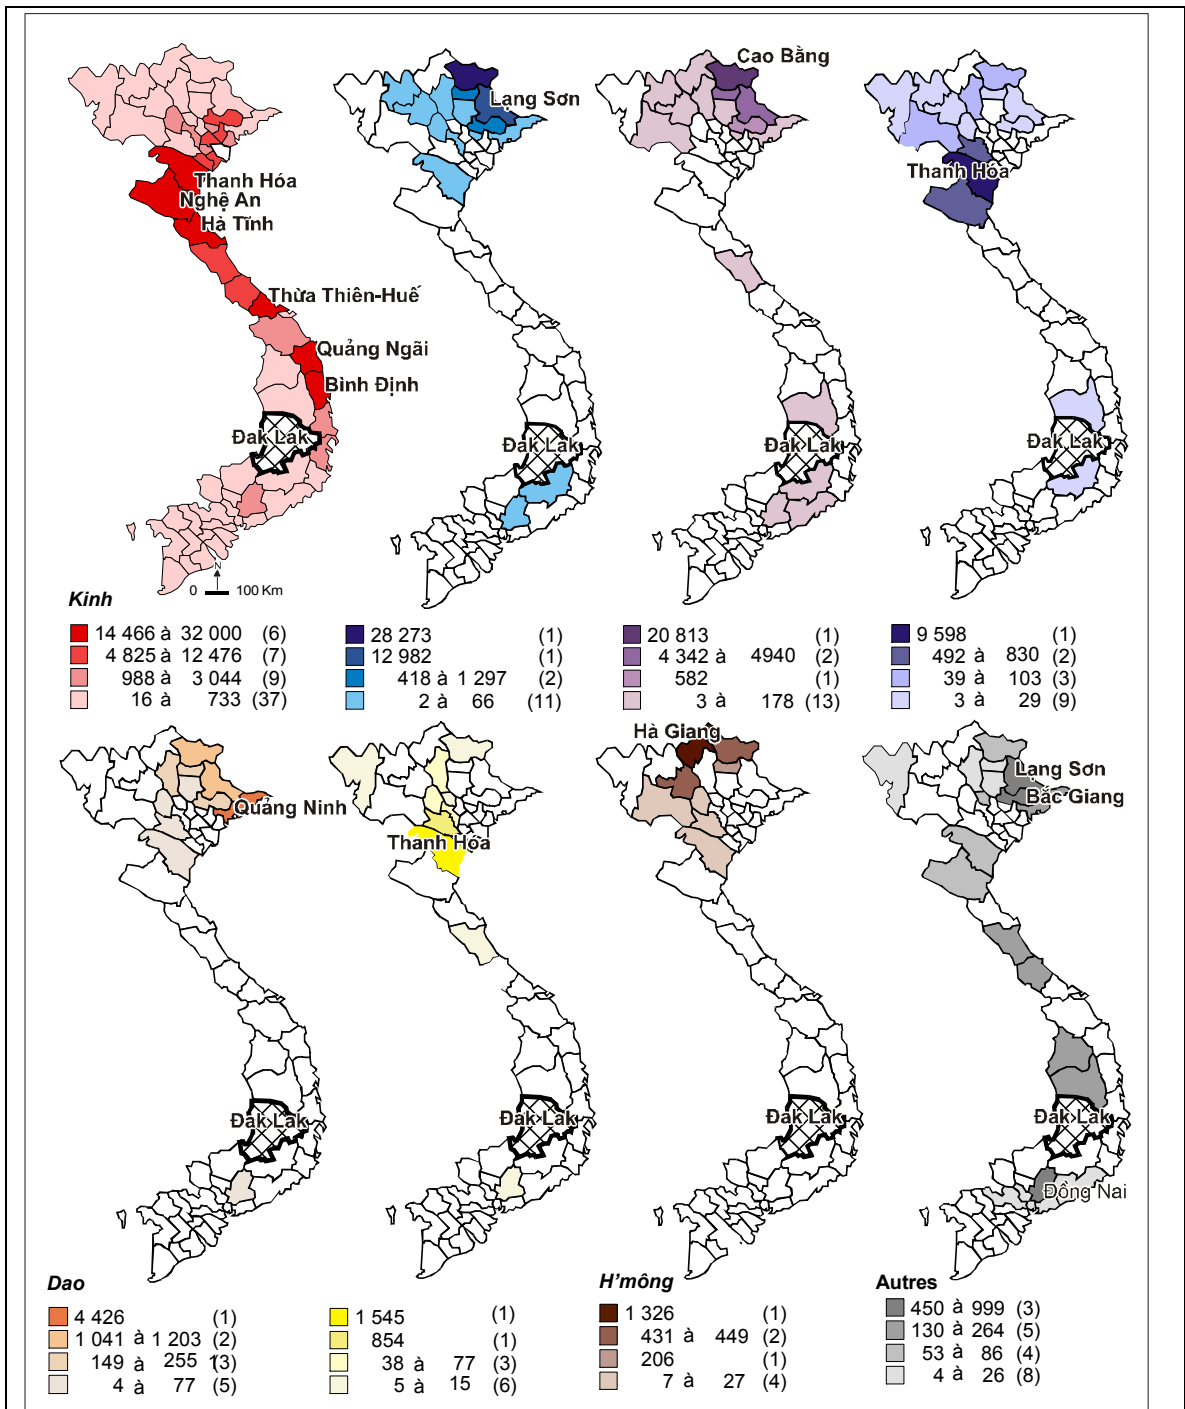 Cao Bằng
Lạng Sơn
Thanh Hóa
Thanh Hóa
Nghệ An
Hà Tĩnh
Thừa Thiên-Huế
Quảng Ngãi
Bình Định
Đak Lak
Đak Lak
Đak Lak
Đak Lak
N
0 100 Km
Kinh
14 466 à 32 000 (6)
4 825 à 12 476 (7)
988 à 3 044 (9)
16 à 733 (37)
28 273 (1)
12 982 (1)
418 à 1 297 (2)
2 à 66 (11)
20 813 (1)
4 342 à 4940 (2)
582 (1)
3 à 178 (13)
9 598 (1)
492 à 830 (2)
39 à 103 (3)
3 à 29 (9)
Hà Giang
Lạng Sơn
Bắc Giang
Quảng Ninh
Thanh Hóa
Đak Lak
Đak Lak
Đak Lak
Đak Lak
Đồng Nai
Dao
4 426 (1)
1 041 à 1 203 (2)
149 à 255 (3)
4 à 77 (5)
1 545 (1)
854 (1)
38 à 77 (3)
5 à 15 (6)
H'mông
1 326 (1)
431 à 449 (2)
206 (1)
7 à 27 (4)
Autres
450 à 999 (3)
130 à 264 (5)
53 à 86 (4)
4 à 26 (8)